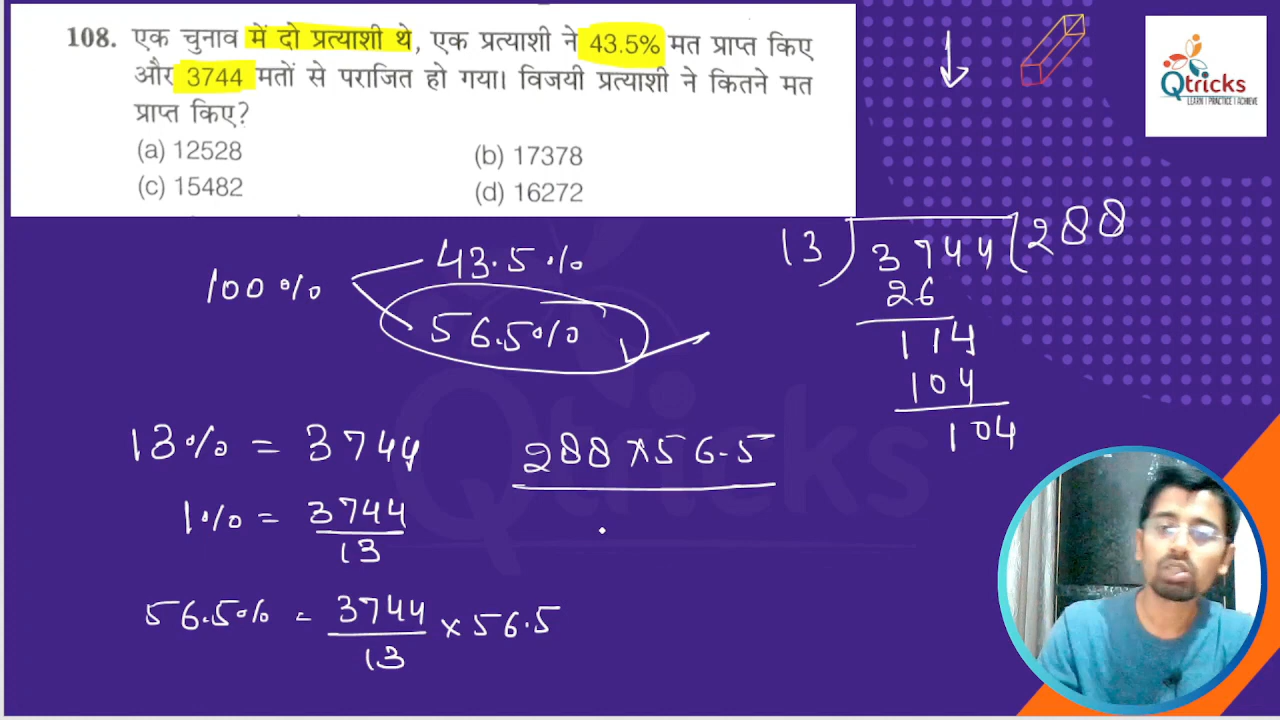 108. एक चुनाव में दो प्रत्याशी थे, एक प्रत्याशी ने 43.5% मत प्राप्त किए
और 3744 मतों से पराजित हो गया। विजयी प्रत्याशी ने कितने मत
प्राप्त किए?
(a) 12528
(b) 17378
(c) 15482
(d) 16272
Qtricks
LEARN | PRACTICE | ACHIEVE
100%
43.5%
56.5%
13) 3744 (288
26
114
104
104
13% = 3744
1% = 3744
13
56.5% = 3744 × 56.5
13
288 × 56.5
Qtricks